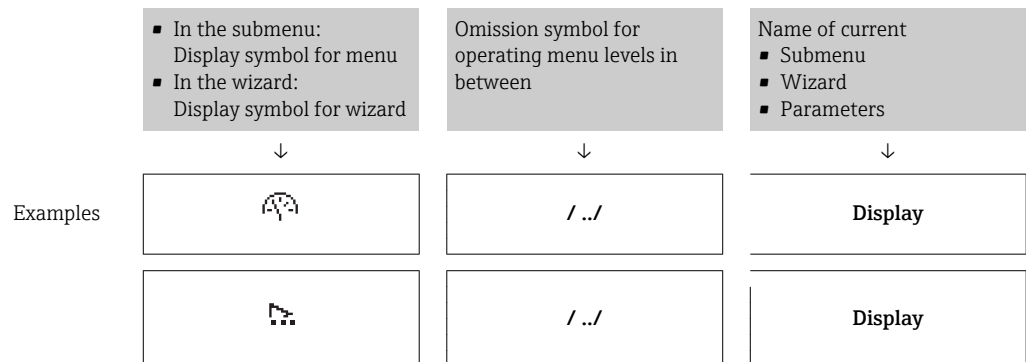 ▪ In the submenu:
Display symbol for menu
▪ In the wizard:
Display symbol for wizard
Omission symbol for
operating menu levels in
between
Name of current
▪ Submenu
▪ Wizard
▪ Parameters
↓ ↓ ↓
Examples / ../ Display
/ ../ Display